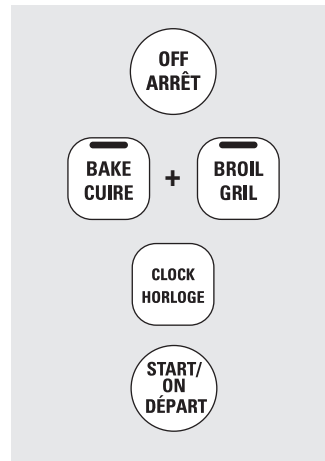 OFF
ARRÊT
BAKE
CUIRE
+
BROIL
GRIL
CLOCK
HORLOGE
START/
ON
DÉPART